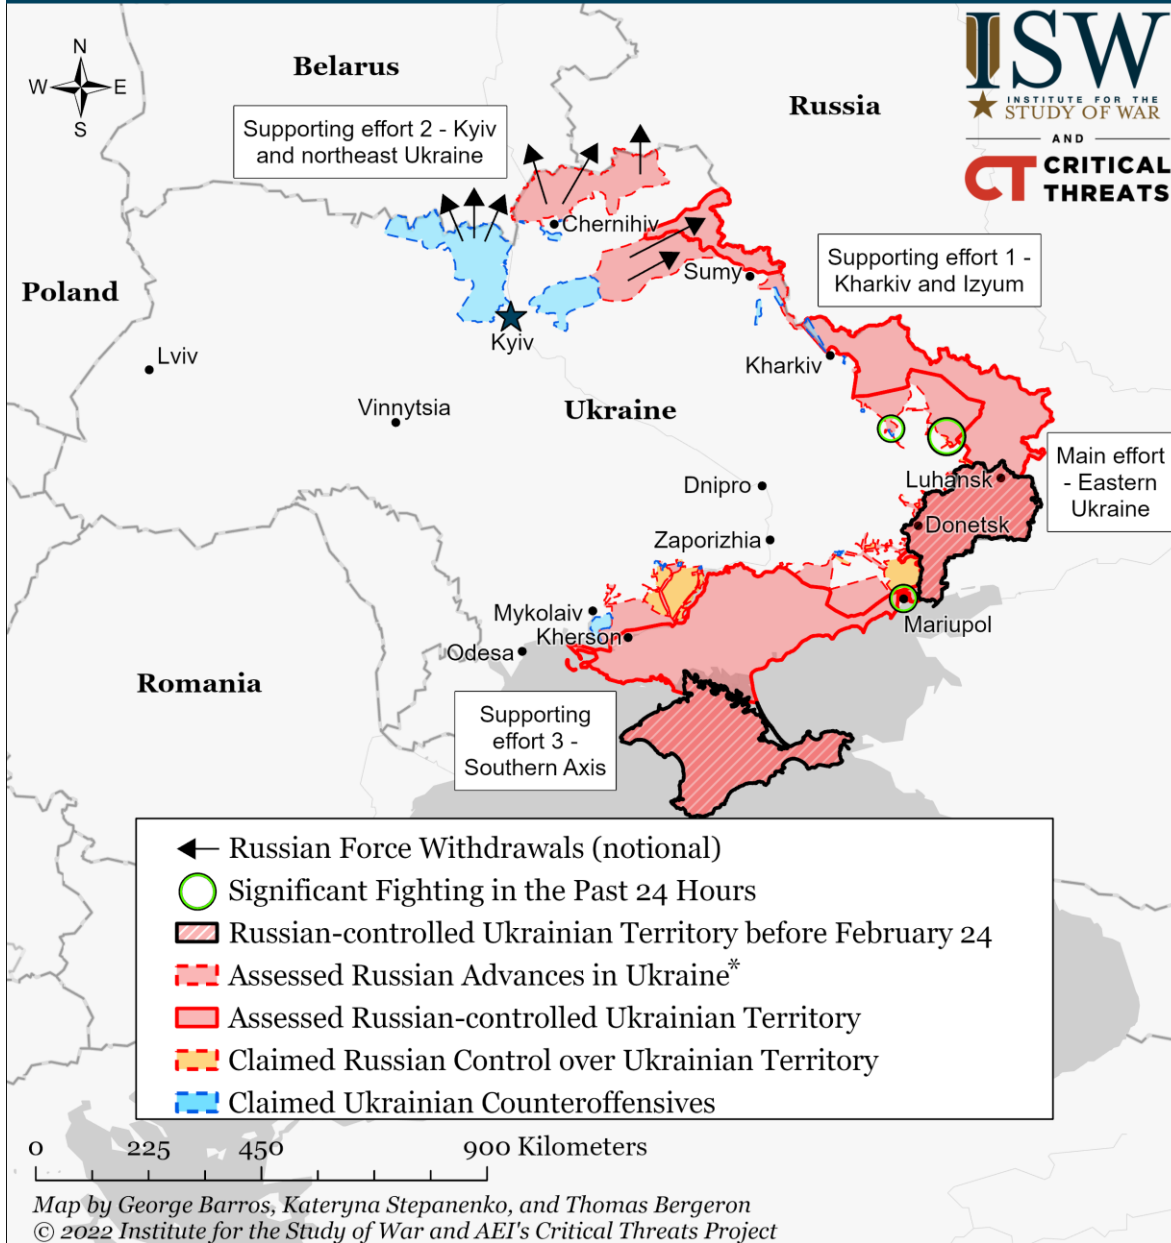 N
W
E
S
Belarus
Russia
ISW
INSTITUTE FOR THE
STUDY OF WAR
AND
CT CRITICAL
THREATS
Supporting effort 2 - Kyiv
and northeast Ukraine
Chernihiv
Sumy
Supporting effort 1 -
Kharkiv and Izyum
Poland
Kyiv
Lviv
Kharkiv
Vinnytsia
Ukraine
Main effort
- Eastern
Ukraine
Luhansk
Dnipro
Donetsk
Zaporizhia
Mykolaiv
Kherson
Mariupol
Odesa
Romania
Supporting
effort 3 -
Southern Axis
Russian Force Withdrawals (notional)
Significant Fighting in the Past 24 Hours
Russian-controlled Ukrainian Territory before February 24
Assessed Russian Advances in Ukraine*
Assessed Russian-controlled Ukrainian Territory
Claimed Russian Control over Ukrainian Territory
Claimed Ukrainian Counteroffensives
0 225 450 900 Kilometers
Map by George Barros, Kateryna Stepanenko, and Thomas Bergeron
© 2022 Institute for the Study of War and AEI's Critical Threats Project